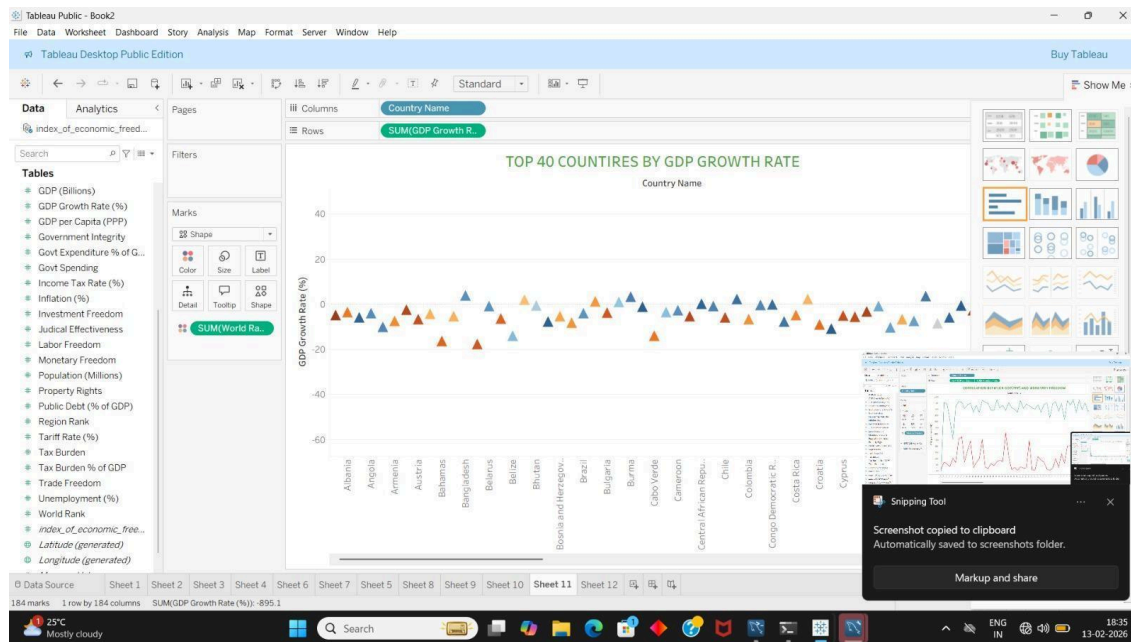 Tableau Public - Book2
File Data Worksheet Dashboard Story Analysis Map Format Server Window Help
Tableau Desktop Public Edition
Buy Tableau
Standard
Show Me
Data Analytics
Pages
Columns
Country Name
index_of_economic_freed...
Rows
SUM(GDP Growth R..
Search
Filters
TOP 40 COUNTIRES BY GDP GROWTH RATE
Tables
Country Name
GDP (Billions)
GDP Growth Rate (%)
GDP per Capita (PPP)
Government Integrity
Govt Expenditure % of G...
Govt Spending
Income Tax Rate (%)
Inflation (%)
Investment Freedom
Judical Effectiveness
Labor Freedom
Monetary Freedom
Population (Millions)
Property Rights
Public Debt (% of GDP)
Region Rank
Tariff Rate (%)
Tax Burden
Tax Burden % of GDP
Trade Freedom
Unemployment (%)
World Rank
index_of_economic_free...
Latitude (generated)
Longitude (generated)
Marks
Shape
Color Size Label
Detail Tooltip Shape
SUM(World Ra..
GDP Growth Rate (%)
40
20
0
-20
-40
-60
Albania
Angola
Armenia
Austria
Bahamas
Bangladesh
Belarus
Belize
Bhutan
Bosnia and Herzegov..
Brazil
Bulgaria
Burma
Cabo Verde
Cameroon
Central African Repu..
Chile
Colombia
Congo Democratic R..
Costa Rica
Croatia
Cyprus
Snipping Tool
Screenshot copied to clipboard
Automatically saved to screenshots folder.
Markup and share
Data Source Sheet 1 Sheet 2 Sheet 3 Sheet 4 Sheet 6 Sheet 7 Sheet 5 Sheet 8 Sheet 9 Sheet 10 Sheet 11 Sheet 12
184 marks 1 row by 184 columns SUM(GDP Growth Rate (%)): -895.1
1
25°C
Mostly cloudy
Search
ENG
IN
18:35
13-02-2026